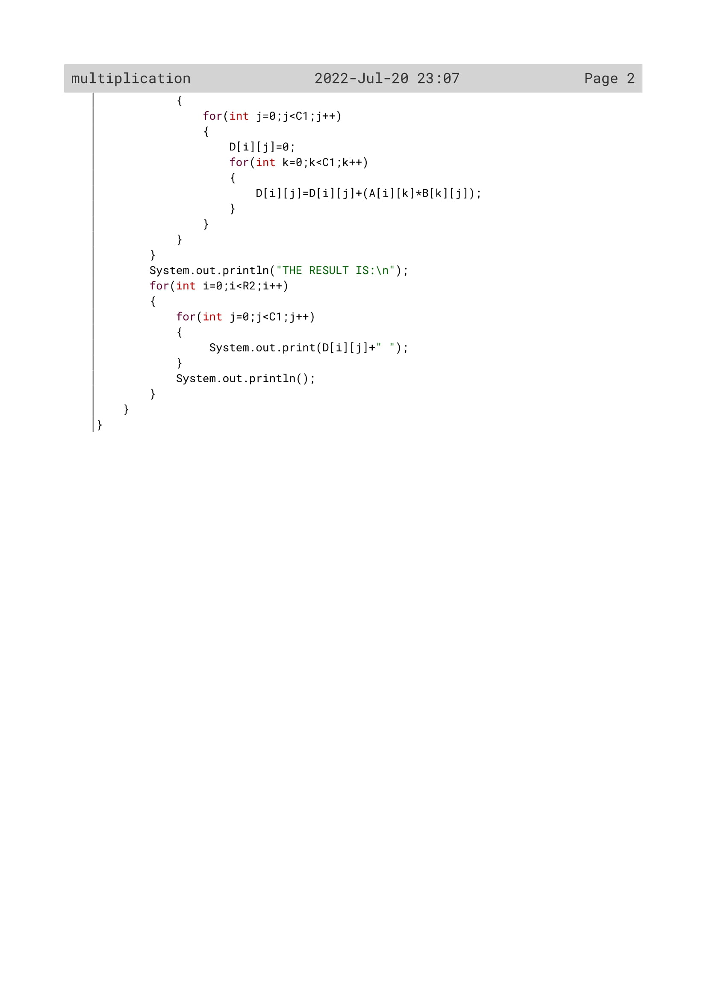 multiplication 2022-Jul-20 23:07 Page 2
{
for(int j=0;j<C1;j++)
{
D[i][j]=0;
for(int k=0;k<C1;k++)
{
D[i][j]=D[i][j]+(A[i][k]*B[k][j]);
}
}
}
}
System.out.println("THE RESULT IS:\n");
for(int i=0;i<R2;i++)
{
for(int j=0;j<C1;j++)
{
System.out.print(D[i][j]+" ");
}
System.out.println();
}
}
}